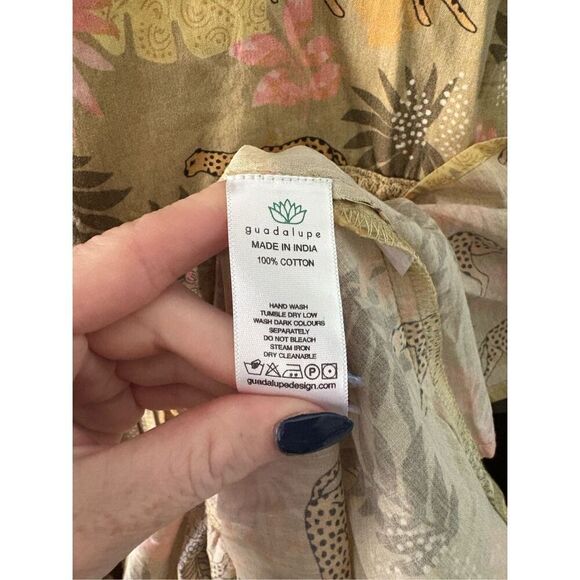 guadalupe
MADE IN INDIA
100% COTTON
HAND WASH
TUMBLE DRY LOW
WASH DARK COLOURS
SEPARATELY
DO NOT BLEACH
STEAM IRON
DRY CLEANABLE
P
guadalupedesign.com